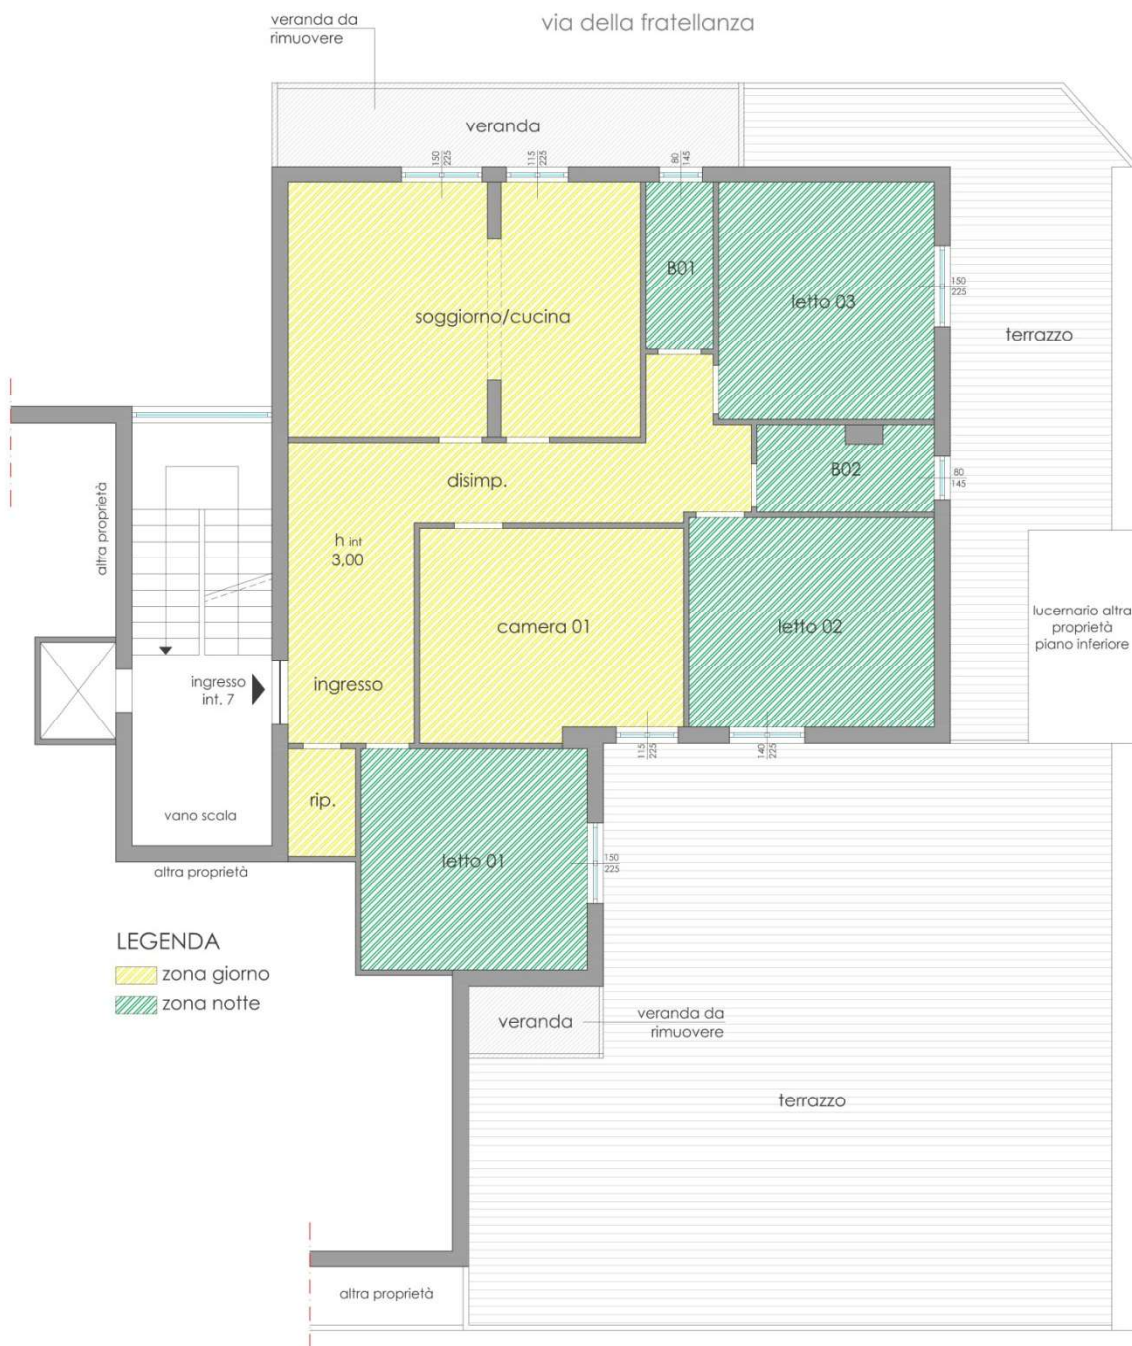 via della fratellanza
veranda da
rimuovere
veranda
150
225
115
225
80
145
B01
letto 03
150
225
terrazzo
soggiorno/cucina
disimp.
B02
80
145
altra proprietà
h int
3,00
camera 01
letto 02
lucernario altra
proprietà
piano inferiore
ingresso
int. 7
ingresso
115
225
140
225
rip.
vano scala
letto 01
150
225
altra proprietà
LEGENDA
zona giorno
zona notte
veranda
veranda da
rimuovere
terrazzo
altra proprietà